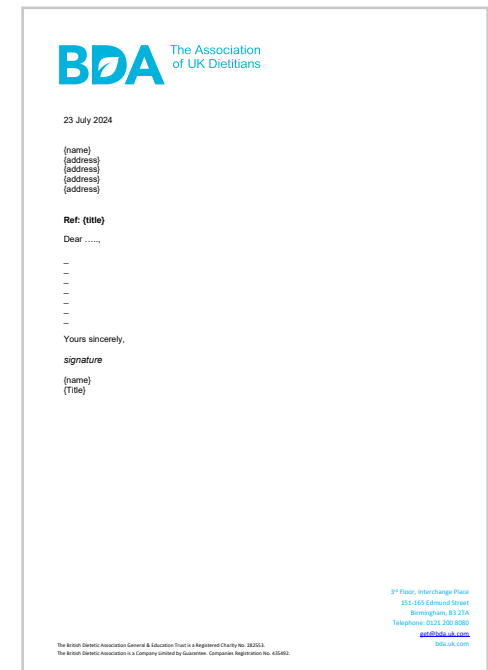 BDA
The Association
of UK Dietitians
23 July 2024
{name}
{address}
{address}
{address}
{address}
Ref: {title}
Dear …..,
_
_
_
_
_
_
_
Yours sincerely,
signature
{name}
{Title}
3rd Floor, Interchange Place
151-165 Edmund Street
Birmingham, B3 2TA
Telephone: 0121 200 8080
get@bda.uk.com
bda.uk.com
The British Dietetic Association General & Education Trust is a Registered Charity No. 282553.
The British Dietetic Association is a Company Limited by Guarantee. Companies Registration No. 435492.